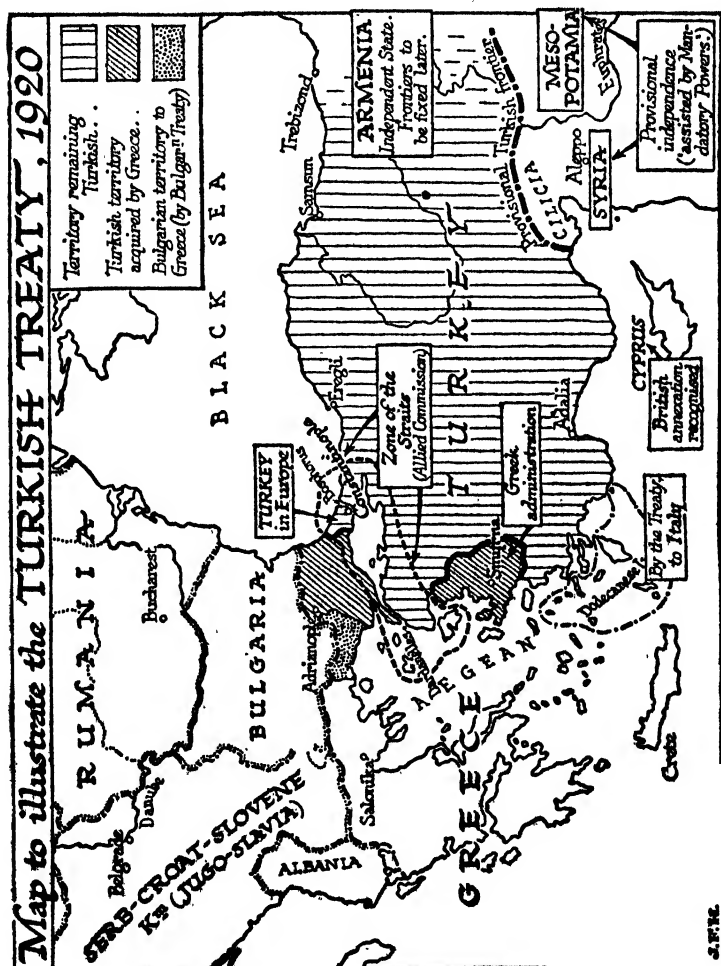 Map to illustrate the TURKISH TREATY, 1920
Territory remaining
Turkish . .
Turkish territory
acquired by Greece . .
Bulgarian territory to
Greece (by Bulgarn Treaty)
RUMANIA
Bucharest
Belgrade
Danube
SERB-CROAT-SLOVENE
Km (JUGO-SLAVIA)
BULGARIA
ALBANIA
Adrianople
Salonika
GREECE
AEGEAN
Crete
BLACK SEA
TURKEY
in Europe
Bosphorus
Constantinople
Zone of the
Straits
(Allied Commission)
Eregli
Samsun
Trebizond
ARMENIA
Independent State.
Frontiers to
be fixed later.
TURKEY
Smyrna
Greek
administration
Adalia
Dodecanese
By the Treaty,
to Italy
CYPRUS
British
annexation
recognised
Provisional Turkish Frontier
CILICIA
Aleppo
SYRIA
MESO-
POTAMIA
Euphrates
Provisional
independence
('assisted by Man-
datory Powers.')
J.F.H.